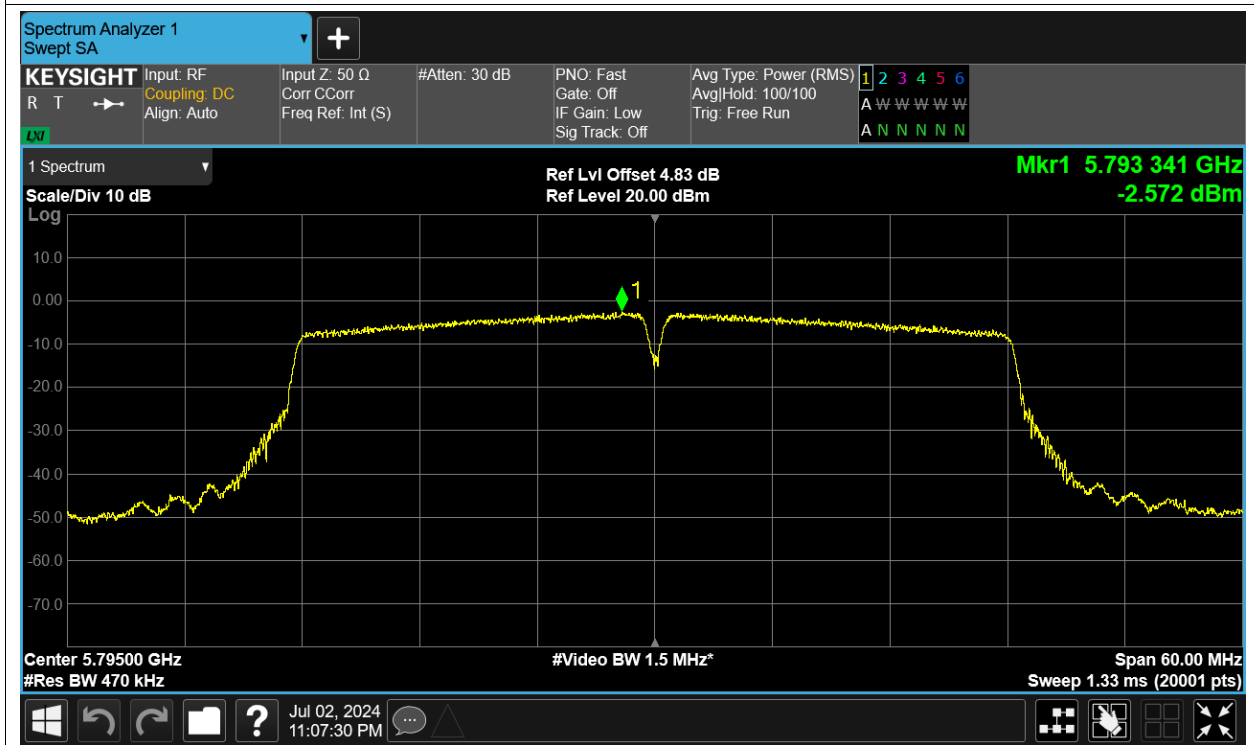 Spectrum Analyzer 1
Swept SA
KEYSIGHT
R T
LXI
Input: RF
Coupling: DC
Align: Auto
Input Z: 50 Ω
Corr CCorr
Freq Ref: Int (S)
#Atten: 30 dB
PNO: Fast
Gate: Off
IF Gain: Low
Sig Track: Off
Avg Type: Power (RMS)
Avg|Hold: 100/100
Trig: Free Run
1 2 3 4 5 6
A W W W W W
A N N N N N
1 Spectrum
Scale/Div 10 dB
Log
Ref Lvl Offset 4.83 dB
Ref Level 20.00 dBm
Mkr1 5.793 341 GHz
-2.572 dBm
10.0
0.00
-10.0
-20.0
-30.0
-40.0
-50.0
-60.0
-70.0
1
Center 5.79500 GHz
#Res BW 470 kHz
#Video BW 1.5 MHz*
Span 60.00 MHz
Sweep 1.33 ms (20001 pts)
?
Jul 02, 2024
11:07:30 PM